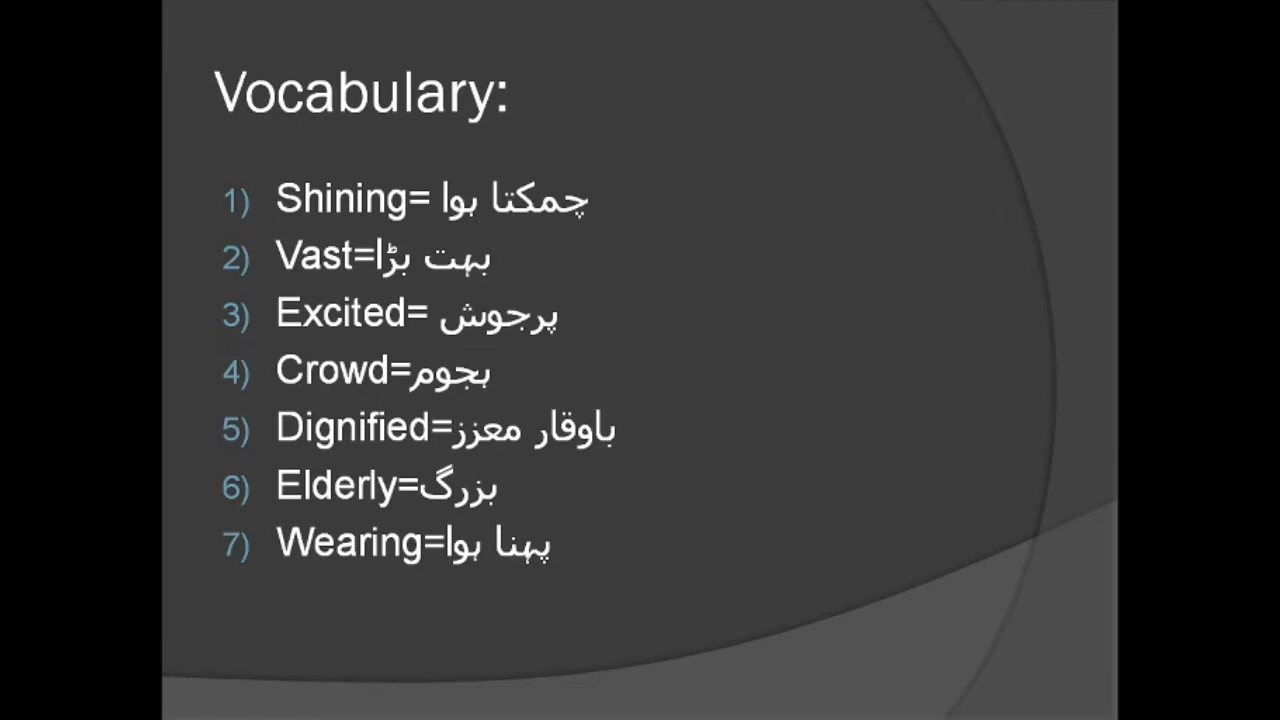 Vocabulary:
1) Shining= چمکتا ہوا
2) Vast=بہت بڑا
3) Excited= پرجوش
4) Crowd=ہجوم
5) Dignified=باوقار معزز
6) Elderly=بزرگ
7) Wearing=پہنا ہوا